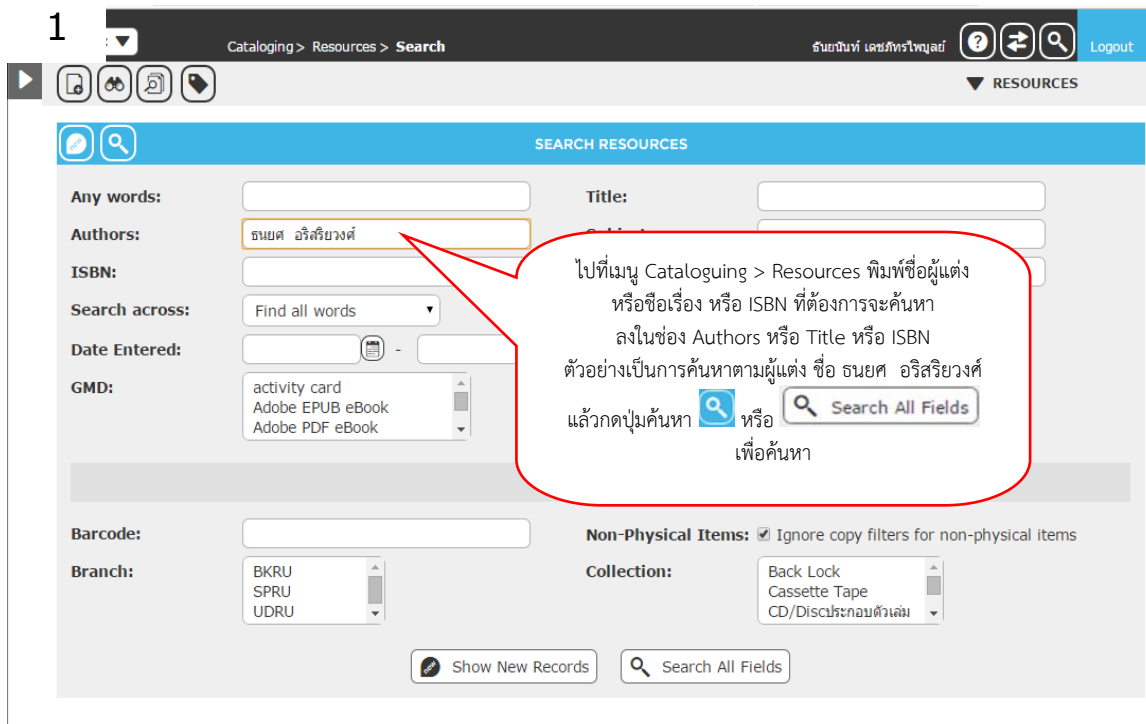 1
Cataloging > Resources > Search
ธันยนันท์ เดชภัทรไพบูลย์
Logout
RESOURCES
SEARCH RESOURCES
Any words:
Title:
Authors:
ธนยศ อริสริยวงศ์
ISBN:
Search across:
Find all words
Date Entered:
-
GMD:
activity card
Adobe EPUB eBook
Adobe PDF eBook
ไปที่เมนู Cataloguing > Resources พิมพ์ชื่อผู้แต่ง
หรือชือเรื่อง หรือ ISBN ที่ต้องการจะค้นหา
ลงในช่อง Authors หรือ Title หรือ ISBN
ตัวอย่างเป็นการค้นหาตามผู้แต่ง ชื่อ ธนยศ อริสริยวงศ์
แล้วกดปุ่มค้นหา หรือ Search All Fields
เพื่อค้นหา
Barcode:
Non-Physical Items: Ignore copy filters for non-physical items
Branch:
BKRU
SPRU
UDRU
Collection:
Back Lock
Cassette Tape
CD/Discประกอบตัวเล่ม
new Show New Records
Search All Fields